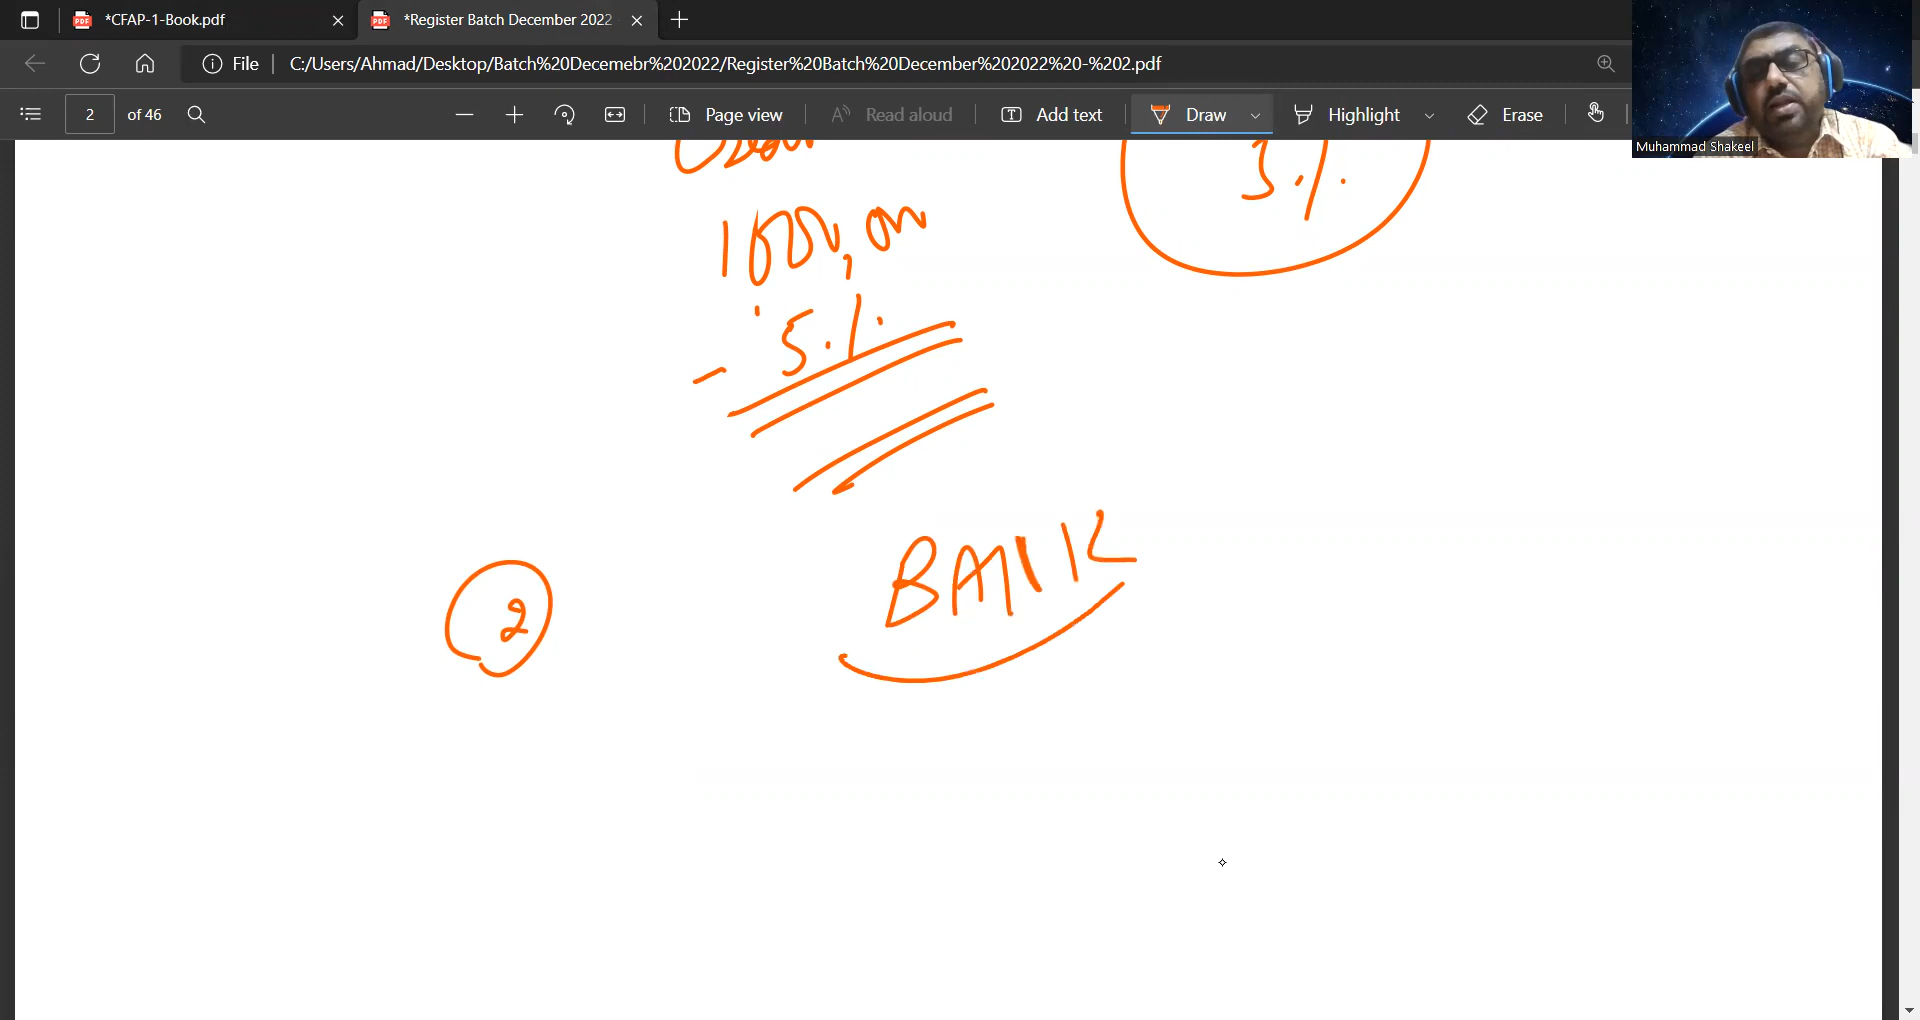 *CFAP-1-Book.pdf
*Register Batch December 2022
File
C:/Users/Ahmad/Desktop/Batch%20Decemebr%202022/Register%20Batch%20December%202022%20-%202.pdf
2 of 46
Page view
Read aloud
Add text
Draw
Highlight
Erase
Muhammad Shakeel
3%
- 5%
BANK
2